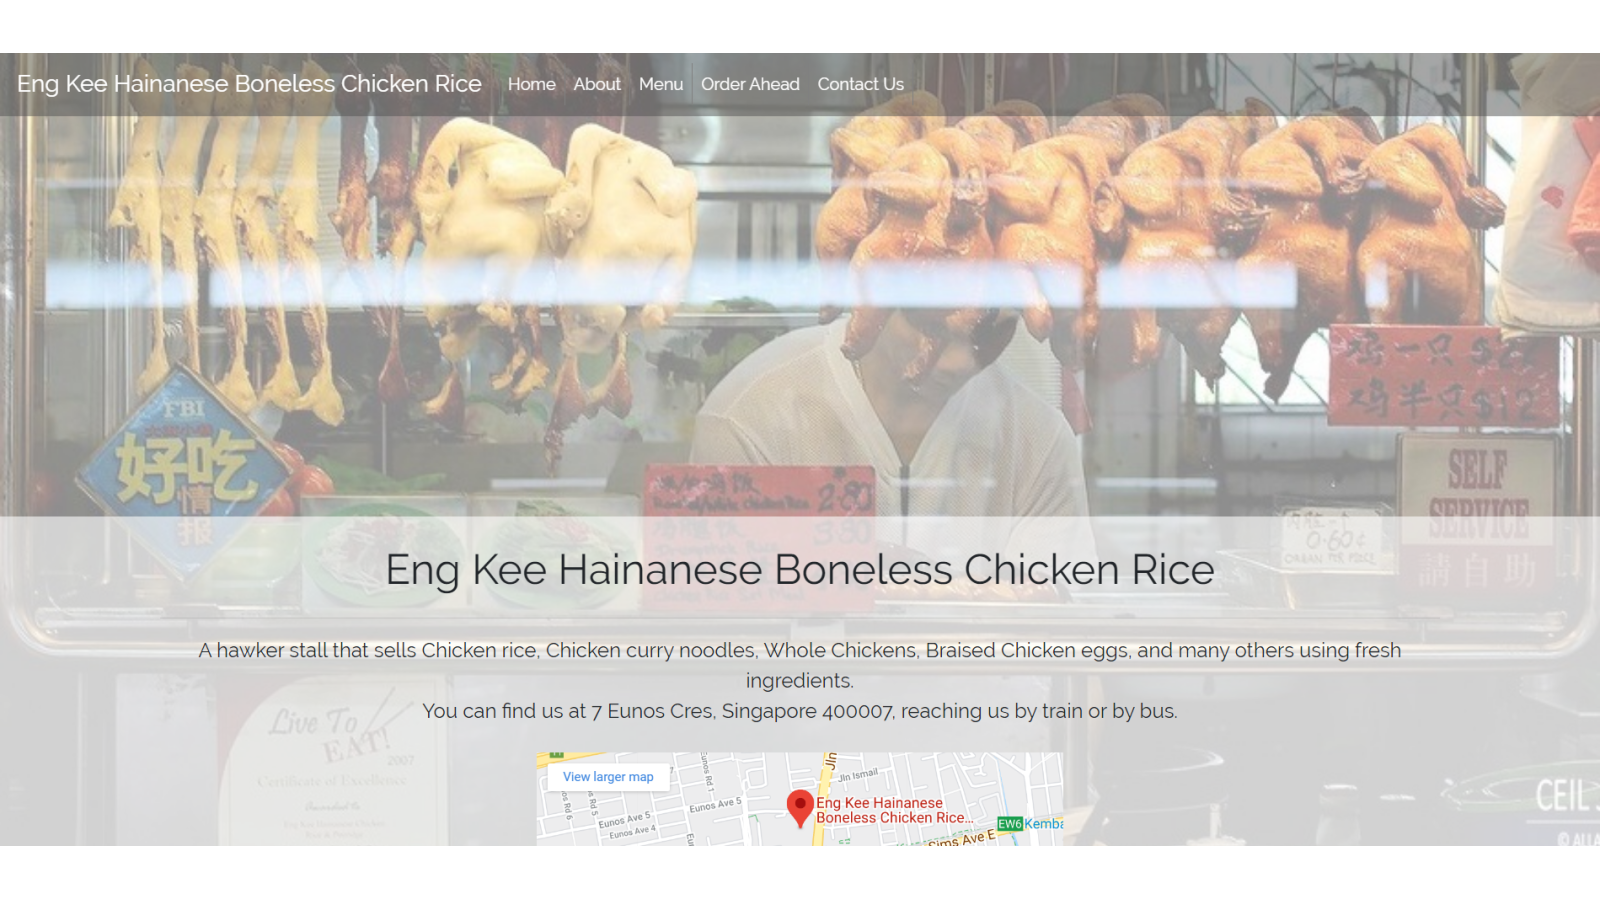 Eng Kee Hainanese Boneless Chicken Rice
Home About Menu Order Ahead Contact Us
鸡一只
鸡半只$12
FBI
好吃
情
报
2.80
3.80
SELF
SERVICE
請自助
0.60¢
Eng Kee Hainanese Boneless Chicken Rice
A hawker stall that sells Chicken rice, Chicken curry noodles, Whole Chickens, Braised Chicken eggs, and many others using fresh
ingredients.
You can find us at 7 Eunos Cres, Singapore 400007, reaching us by train or by bus.
Live To
EAT!
2007
Certificate of Excellence
View larger map
Eunos Rd 1
Jln
Jln Ismail
Eunos Ave 5
Eng Kee Hainanese
Boneless Chicken Rice...
Eunos Ave 5
Eunos Ave 4
EW6 Kemba
Sims Ave E
CEIL